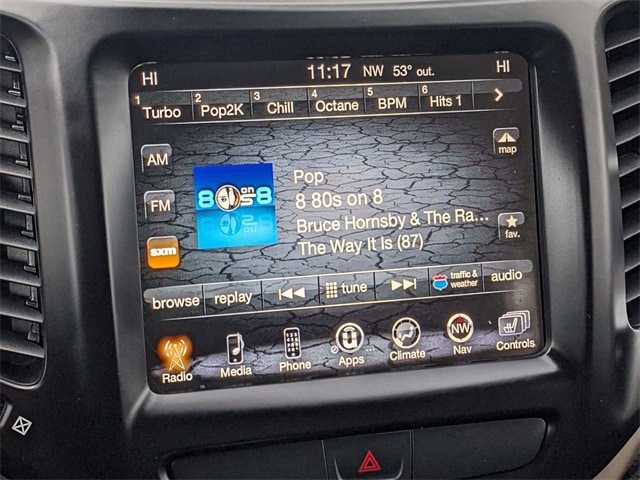 HI 11:17 NW 53° out. HI
1 Turbo 2 Pop2K 3 Chill 4 Octane 5 BPM 6 Hits 1
AM
map
FM
80s on 8
Pop
8 80s on 8
Bruce Hornsby & The Ra...
The Way It Is (87)
fav.
sxm
browse replay tune traffic & weather audio
Radio Media Phone Apps ... Climate NW Nav Controls